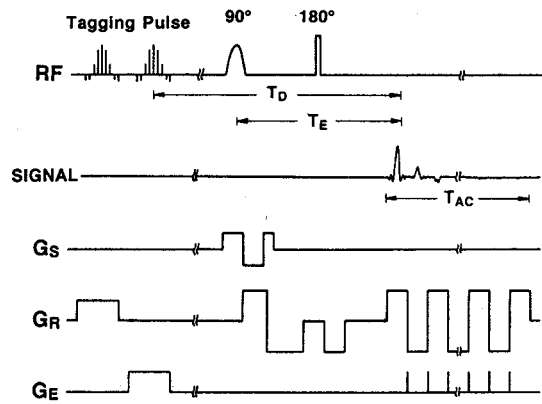 Tagging Pulse 90° 180°
RF
T_D
T_E
SIGNAL
T_AC
G_S
G_R
G_E